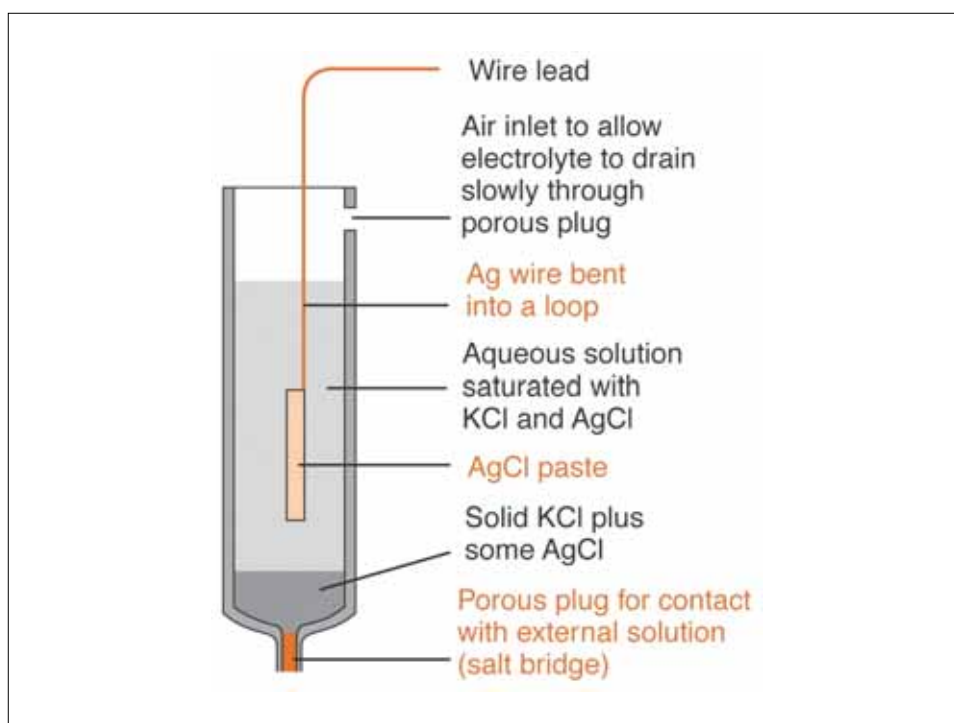 Wire lead
Air inlet to allow
electrolyte to drain
slowly through
porous plug
Ag wire bent
into a loop
Aqueous solution
saturated with
KCl and AgCl
AgCl paste
Solid KCl plus
some AgCl
Porous plug for contact
with external solution
(salt bridge)